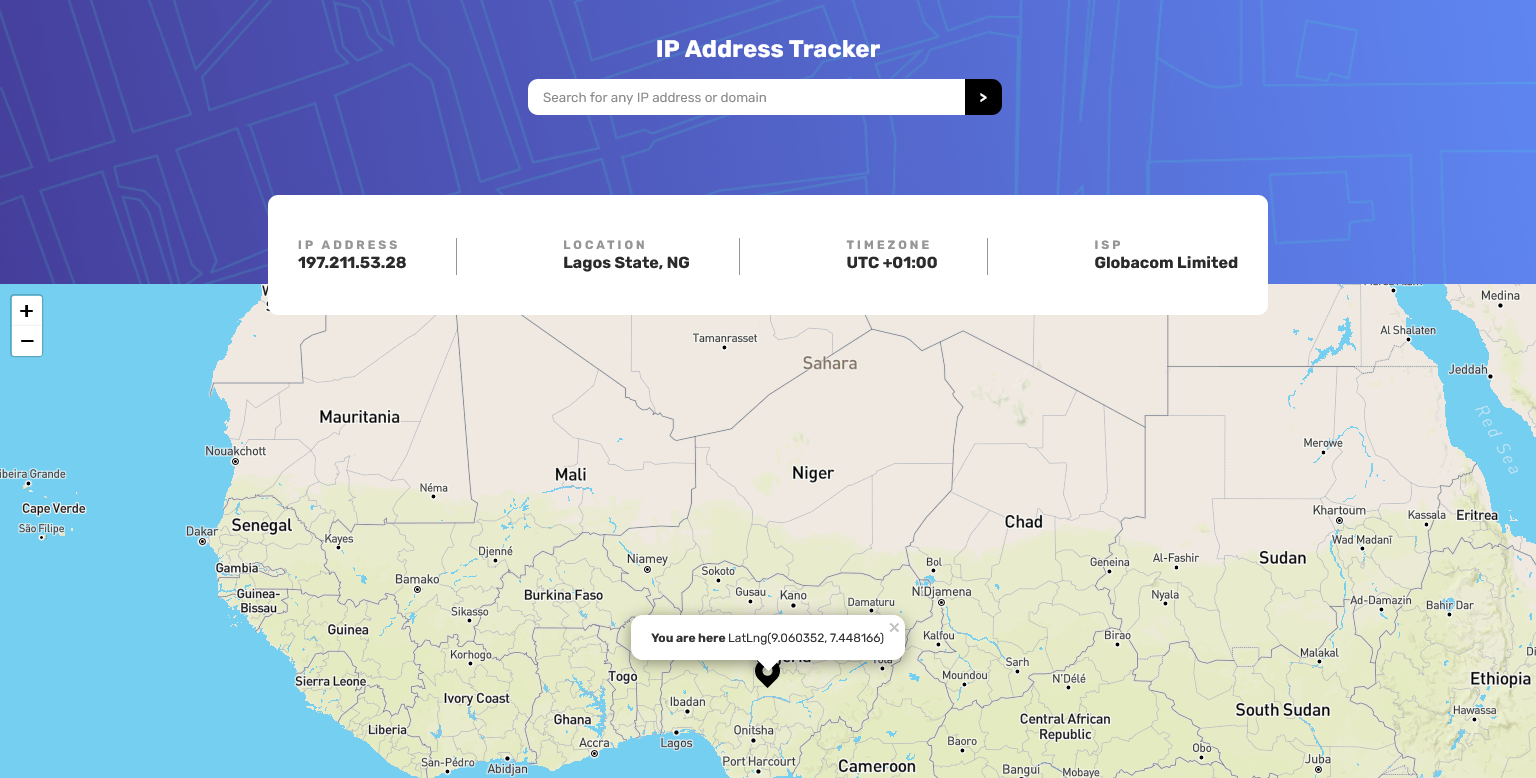 IP Address Tracker
Search for any IP address or domain
>
IP ADDRESS
LOCATION
TIMEZONE
ISP
197.211.53.28
Lagos State, NG
UTC +01:00
Globacom Limited
+
−
Medina
Al Shalaten
Tamanrasset
Sahara
Jeddah
Mauritania
Red Sea
Nouakchott
Merowe
Mali
Niger
ibeira Grande
Néma
Cape Verde
Khartoum
Kassala
Eritrea
São Filipe
Dakar
Senegal
Chad
Kayes
Wad Madanī
Djenné
Niamey
Bol
Geneina
Al-Fashir
Sudan
Gambia
Sokoto
Bamako
Guinea-
Bissau
Burkina Faso
Gusau
Kano
N'Djamena
Nyala
Damaturu
Ad-Damazin
Bahir Dar
Sikasso
Guinea
You are here LatLng(9.060352, 7.448166)
×
Kalfou
Birao
Korhogo
Malakal
Sarh
Sierra Leone
Togo
Moundou
N'Délé
Ethiopia
Ivory Coast
Ibadan
South Sudan
Hawassa
Ghana
Central African
Republic
Liberia
Onitsha
Accra
Lagos
Baoro
Obo
San-Pédro
Abidjan
Port Harcourt
Cameroon
Bangui
Mobaye
Juba